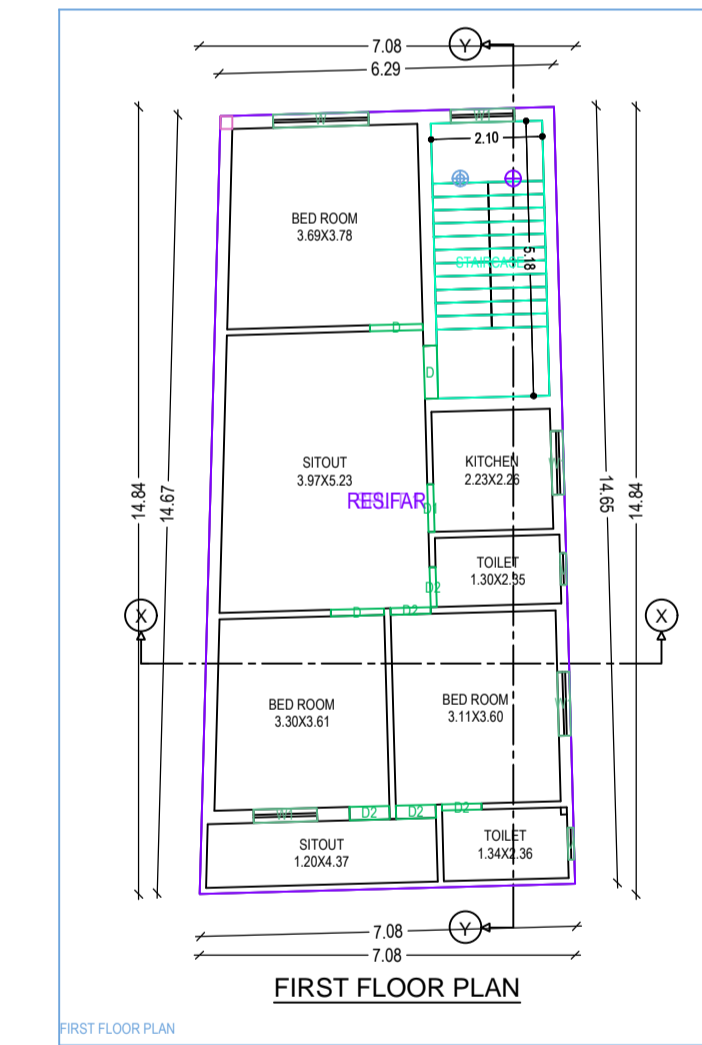 7.08
Y
6.29
W
W1
2.10
BED ROOM
3.69X3.78
5.18
STAIRCASE
D
D
14.84
14.67
SITOUT
3.97X5.23
KITCHEN
2.23X2.26
14.65
14.84
RESIFAR
D1
TOILET
1.30X2.35
D2
D
D2
X
X
BED ROOM
3.30X3.61
BED ROOM
3.11X3.60
W1
D2
D2
D2
SITOUT
1.20X4.37
TOILET
1.34X2.36
7.08
Y
7.08
FIRST FLOOR PLAN
FIRST FLOOR PLAN